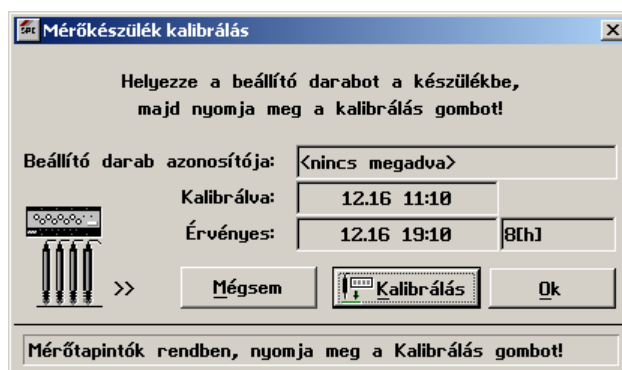 SPC Mérőkészülék kalibrálás
Helyezze a beállító darabot a készülékbe,
majd nyomja meg a kalibrálás gombot!
Beállító darab azonosítója: <nincs megadva>
Kalibrálva: 12.16 11:10
Érvényes: 12.16 19:10 8[h]
>> Mégsem Kalibrálás Ok
Mérőtapintók rendben, nyomja meg a Kalibrálás gombot!